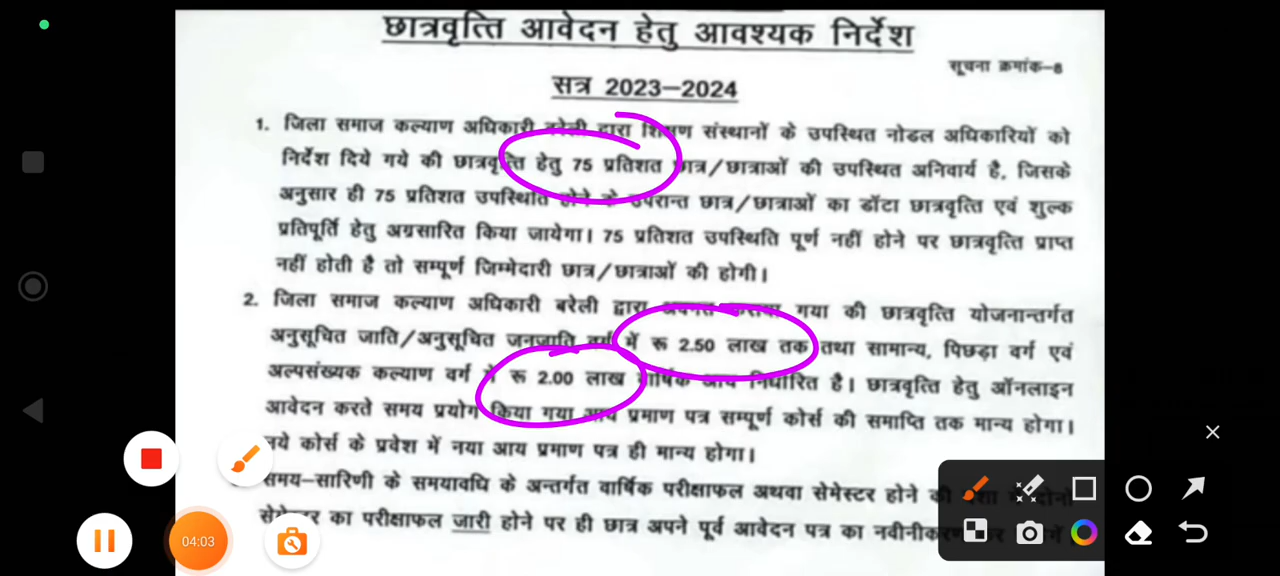 छात्रवृत्ति आवेदन हेतु आवश्यक निर्देश
सूचना क्रमांक–8
सत्र 2023–2024
1. जिला समाज कल्याण अधिकारी बरेली द्वारा शिक्षण संस्थानों के उपस्थित नोडल अधिकारियों को
निर्देश दिये गये की छात्रवृत्ति हेतु 75 प्रतिशत छात्र/छात्राओं की उपस्थित अनिवार्य है, जिसके
अनुसार ही 75 प्रतिशत उपस्थिति होने के उपरान्त छात्र/छात्राओं का डॉटा छात्रवृत्ति एवं शुल्क
प्रतिपूर्ति हेतु अग्रसारित किया जायेगा। 75 प्रतिशत उपस्थिति पूर्ण नहीं होने पर छात्रवृत्ति प्राप्त
नहीं होती है तो सम्पूर्ण जिम्मेदारी छात्र/छात्राओं की होगी।
2. जिला समाज कल्याण अधिकारी बरेली द्वारा अवगत कराया गया की छात्रवृत्ति योजनान्तर्गत
अनुसूचित जाति/अनुसूचित जनजाति वर्ग में रू 2.50 लाख तक तथा सामान्य, पिछड़ा वर्ग एवं
अल्पसंख्यक कल्याण वर्ग में रू 2.00 लाख वार्षिक आय निर्धारित है। छात्रवृत्ति हेतु ऑनलाइन
आवेदन करते समय प्रयोग किया गया आय प्रमाण पत्र सम्पूर्ण कोर्स की समाप्ति तक मान्य होगा।
नये कोर्स के प्रवेश में नया आय प्रमाण पत्र ही मान्य होगा।
समय–सारिणी के समयावधि के अन्तर्गत वार्षिक परीक्षाफल अथवा सेमेस्टर होने की दशा में दोनों
सेमेस्टर का परीक्षाफल जारी होने पर ही छात्र अपने पूर्व आवेदन पत्र का नवीनीकरण
04:03